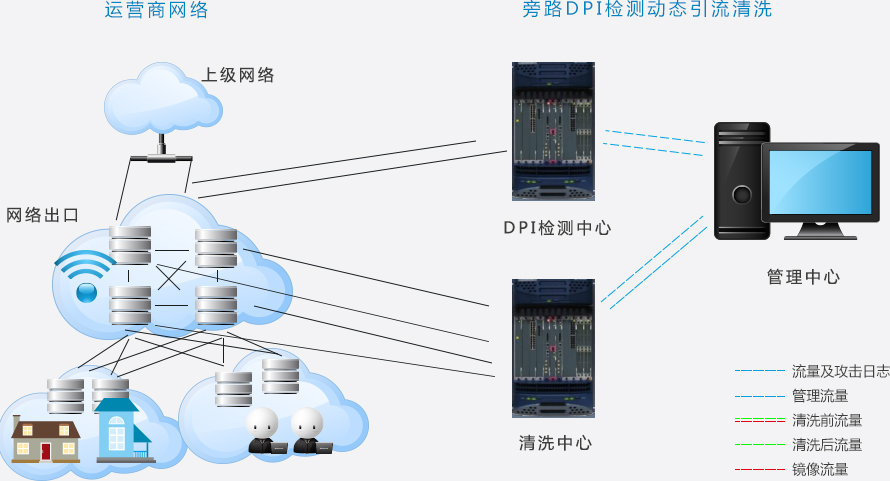 运营商网络
旁路DPI检测动态引流清洗
上级网络
网络出口
DPI检测中心
管理中心
清洗中心
流量及攻击日志
管理流量
清洗前流量
清洗后流量
镜像流量